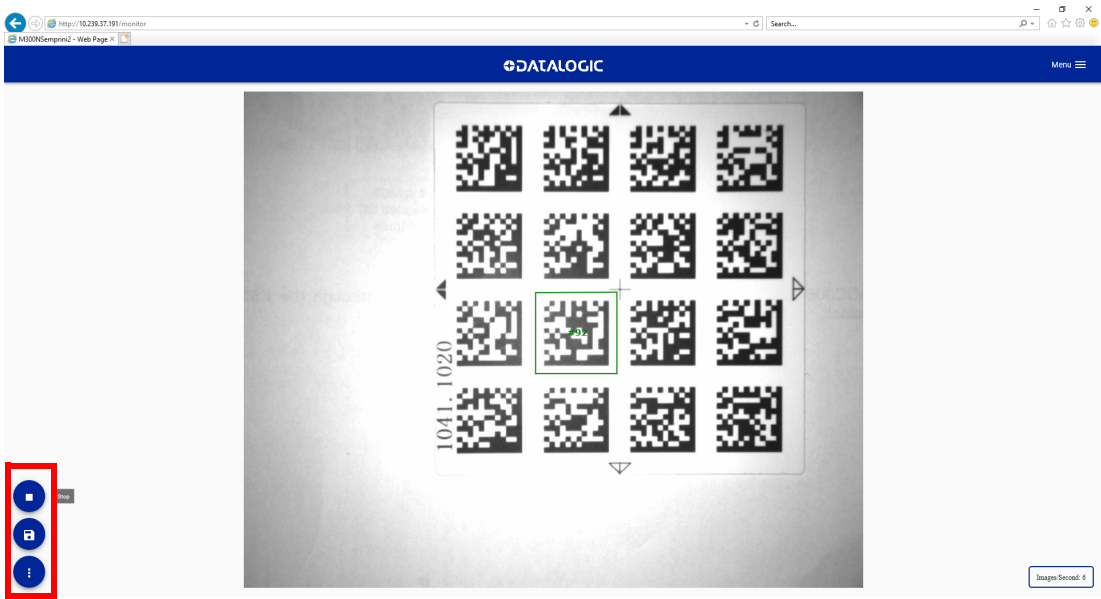 http://10.239.37.191/monitor
Search...
M300NSemprini2 - Web Page
DATALOGIC
Menu
1041. 1020
Stop
Images/Second: 6